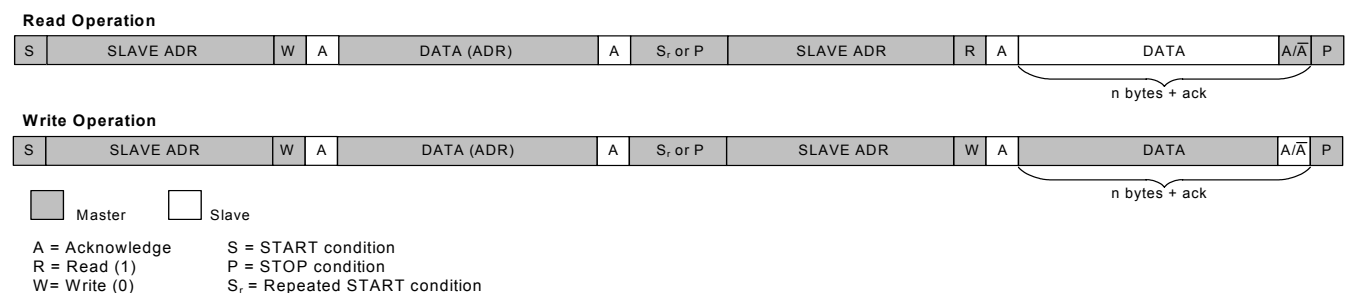 Read Operation
S SLAVE ADR W A DATA (ADR) A Sᵣ or P SLAVE ADR R A DATA A/A̅ P
n bytes + ack
Write Operation
S SLAVE ADR W A DATA (ADR) A Sᵣ or P SLAVE ADR W A DATA A/A̅ P
n bytes + ack
Master Slave
A = Acknowledge S = START condition
R = Read (1) P = STOP condition
W= Write (0) Sᵣ = Repeated START condition